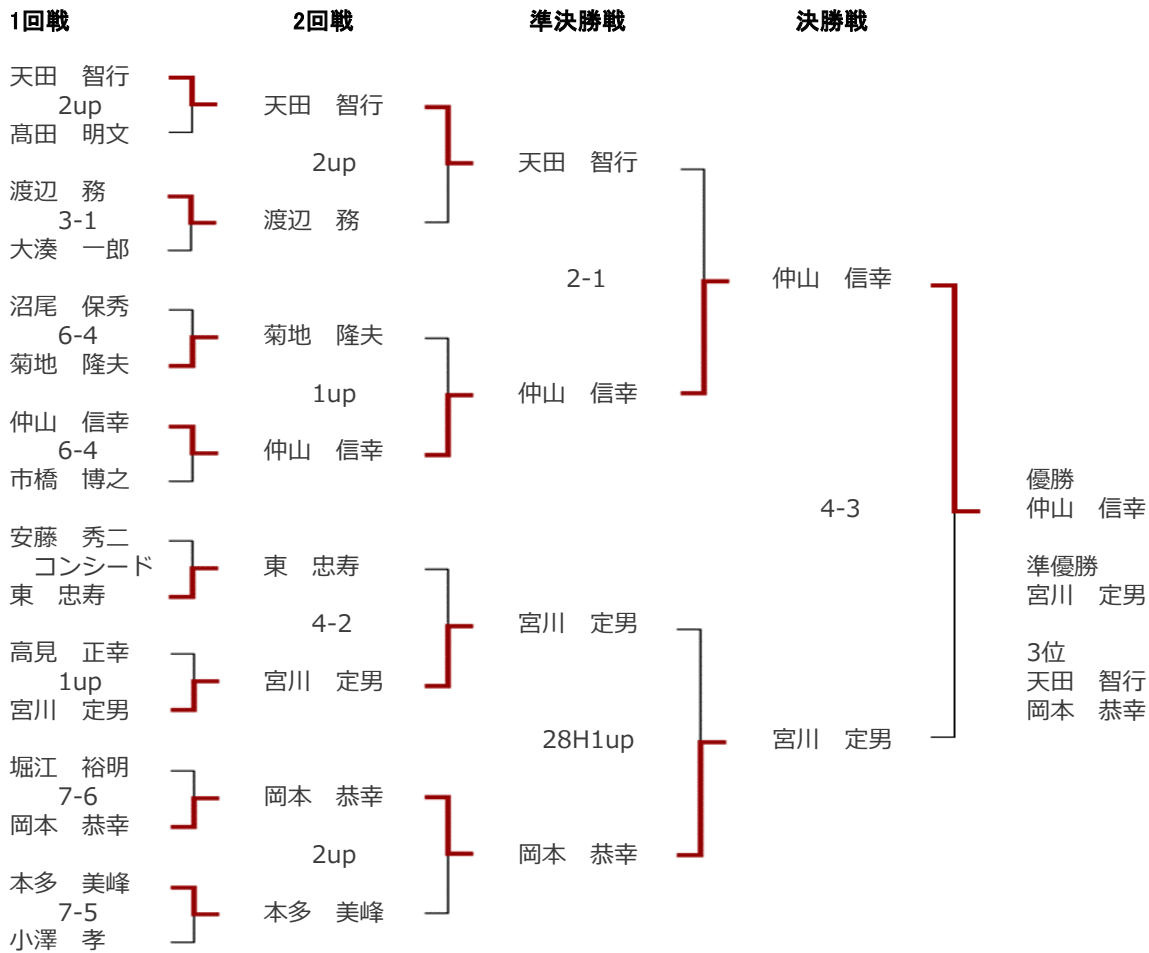 1回戦
2回戦
準決勝戦
決勝戦
天田　智行
2up
髙田　明文
渡辺　務
3-1
大湊　一郎
沼尾　保秀
6-4
菊地　隆夫
仲山　信幸
6-4
市橋　博之
安藤　秀二
コンシード
東　忠寿
高見　正幸
1up
宮川　定男
堀江　裕明
7-6
岡本　恭幸
本多　美峰
7-5
小澤　孝
天田　智行
2up
渡辺　務
菊地　隆夫
1up
仲山　信幸
東　忠寿
4-2
宮川　定男
岡本　恭幸
2up
本多　美峰
天田　智行
2-1
仲山　信幸
宮川　定男
28H1up
岡本　恭幸
仲山　信幸
4-3
宮川　定男
優勝
仲山　信幸
準優勝
宮川　定男
3位
天田　智行
岡本　恭幸